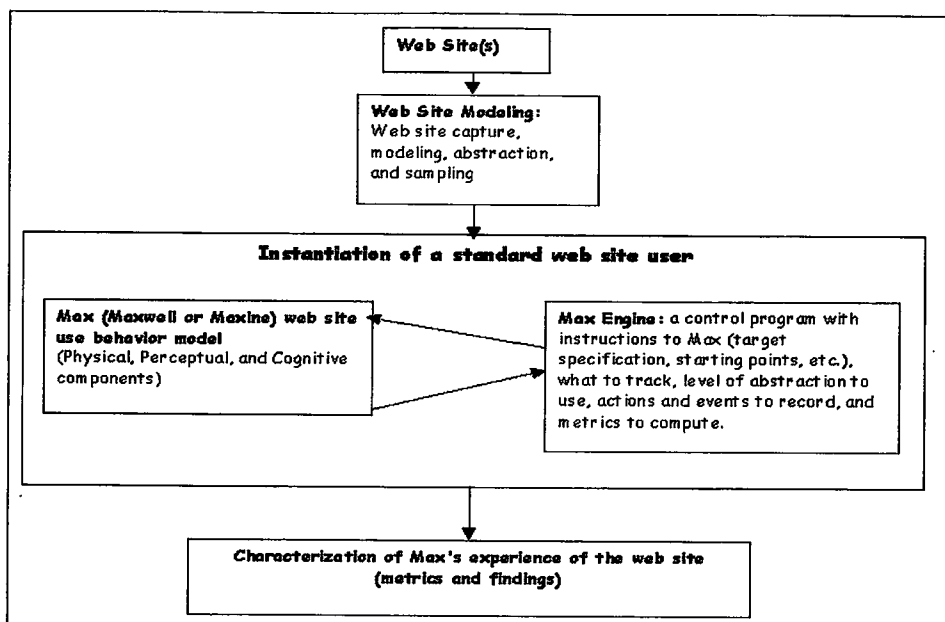 Web Site(s)
Web Site Modeling:
Web site capture,
modeling, abstraction,
and sampling
Instantiation of a standard web site user
Max (Maxwell or Maxine) web site
use behavior model
(Physical, Perceptual, and Cognitive
components)
Max Engine: a control program with
instructions to Max (target
specification, starting points, etc.),
what to track, level of abstraction to
use, actions and events to record, and
metrics to compute.
Characterization of Max's experience of the web site
(metrics and findings)